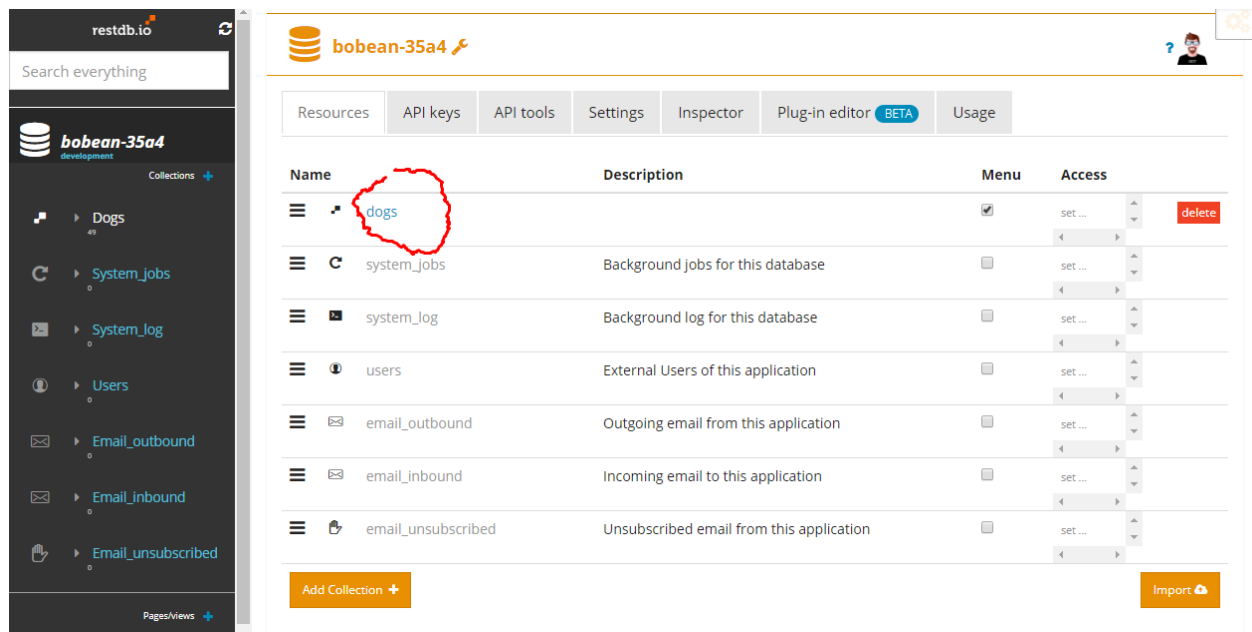 restdb.io
Search everything
bobean-35a4
development
Collections
Dogs
49
System_jobs
0
System_log
0
Users
0
Email_outbound
0
Email_inbound
0
Email_unsubscribed
0
Pages/views
bobean-35a4
?
Resources API keys API tools Settings Inspector Plug-in editor BETA Usage
Name Description Menu Access
dogs set ... delete
system_jobs Background jobs for this database set ...
system_log Background log for this database set ...
users External Users of this application set ...
email_outbound Outgoing email from this application set ...
email_inbound Incoming email to this application set ...
email_unsubscribed Unsubscribed email from this application set ...
Add Collection + Import